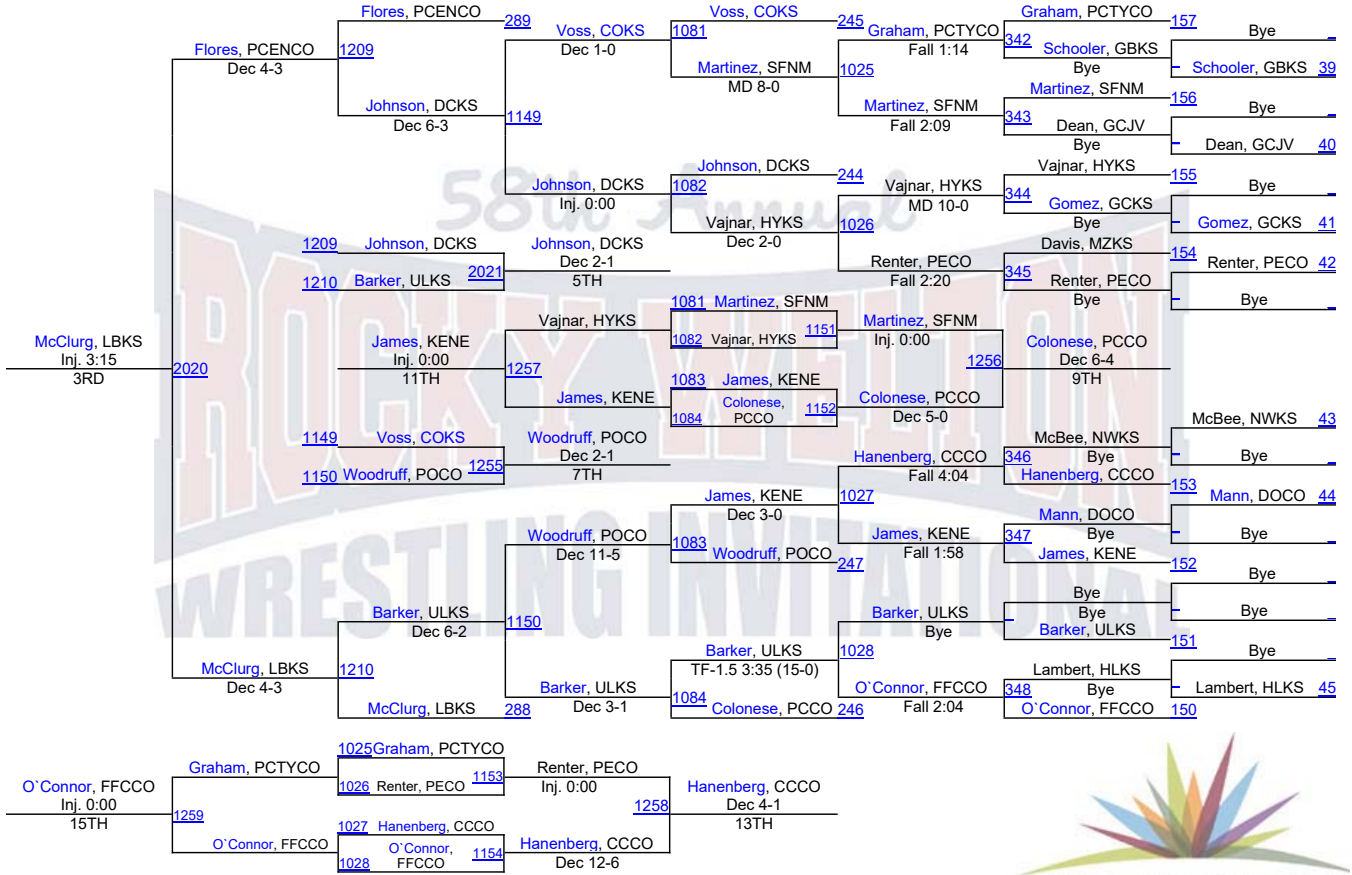 Flores, PCENCO
289
Voss, COKS
245
Graham, PCTYCO
157
Bye
Flores, PCENCO
Dec 4-3
1209
Voss, COKS
Dec 1-0
1081
Graham, PCTYCO
Fall 1:14
342
Schooler, GBKS
Bye
Schooler, GBKS 39
Martinez, SFNM
MD 8-0
1025
Martinez, SFNM
156
Bye
Johnson, DCKS
Dec 6-3
1149
Martinez, SFNM
Fall 2:09
343
Dean, GCJV
Bye
Dean, GCJV 40
Johnson, DCKS
244
Vajnar, HYKS
155
Bye
58th Annual
Johnson, DCKS
Inj. 0:00
1082
Vajnar, HYKS
MD 10-0
344
Gomez, GCKS
Bye
Gomez, GCKS 41
Vajnar, HYKS
Dec 2-0
1026
Davis, MZKS
154
Renter, PECO 42
1209 Johnson, DCKS
1210 Barker, ULKS
2021
Johnson, DCKS
Dec 2-1
5TH
Renter, PECO
Fall 2:20
345
Renter, PECO
Bye
Bye
ROCKY WELTON
McClurg, LBKS
Inj. 3:15
3RD
2020
James, KENE
Inj. 0:00
11TH
1257
Vajnar, HYKS
James, KENE
1081 Martinez, SFNM
1082 Vajnar, HYKS
1151
Martinez, SFNM
Inj. 0:00
1256
Colonese, PCCO
Dec 6-4
9TH
1083 James, KENE
1084 Colonese,
PCCO
1152
Colonese, PCCO
Dec 5-0
McBee, NWKS 43
1149 Voss, COKS
1150 Woodruff, POCO
1255
Woodruff, POCO
Dec 2-1
7TH
Hanenberg, CCCO
Fall 4:04
346
McBee, NWKS
Bye
Bye
Hanenberg, CCCO
153
James, KENE
Dec 3-0
1027
Mann, DOCO 44
Woodruff, POCO
Dec 11-5
1083
Woodruff, POCO
247
James, KENE
Fall 1:58
347
Mann, DOCO
Bye
Bye
James, KENE
152
WRESTLING INVITATIONAL
Barker, ULKS
Dec 6-2
1150
Barker, ULKS
Bye
Bye
Bye
Bye
Bye
Barker, ULKS
151
Barker, ULKS
TF-1.5 3:35 (15-0)
1028
McClurg, LBKS
Dec 4-3
1210
Barker, ULKS
Dec 3-1
1084
O`Connor, FFCCO
Fall 2:04
348
Lambert, HLKS
Bye
Bye
Lambert, HLKS 45
McClurg, LBKS
288
Colonese, PCCO 246
O`Connor, FFCCO
150
O`Connor, FFCCO
Inj. 0:00
15TH
1259
Graham, PCTYCO
1025 Graham, PCTYCO
1026 Renter, PECO
1153
Renter, PECO
Inj. 0:00
1258
Hanenberg, CCCO
Dec 4-1
13TH
O`Connor, FFCCO
1027 Hanenberg, CCCO
1028 O`Connor,
FFCCO
1154
Hanenberg, CCCO
Dec 12-6